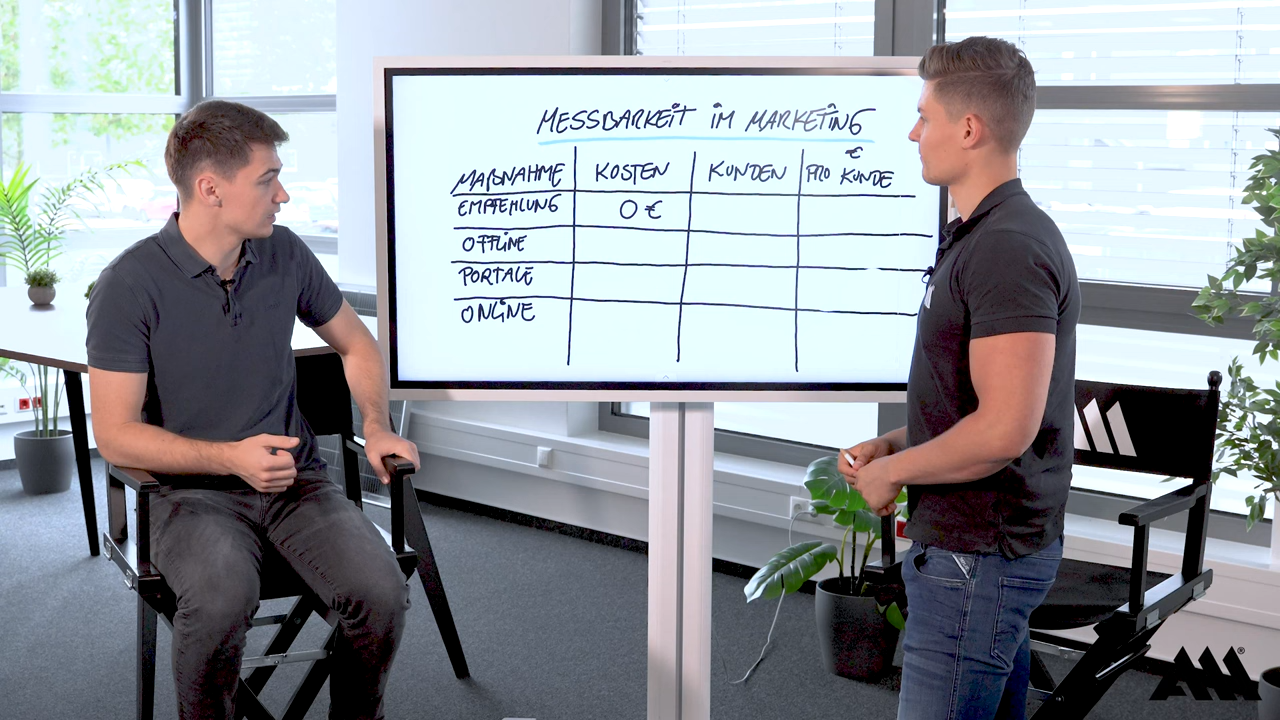 MESSBARKEIT IM MARKETING
MAßNAHME KOSTEN KUNDEN € PRO KUNDE
EMPFEHLUNG 0 €
OFFLINE
PORTALE
ONLINE
®